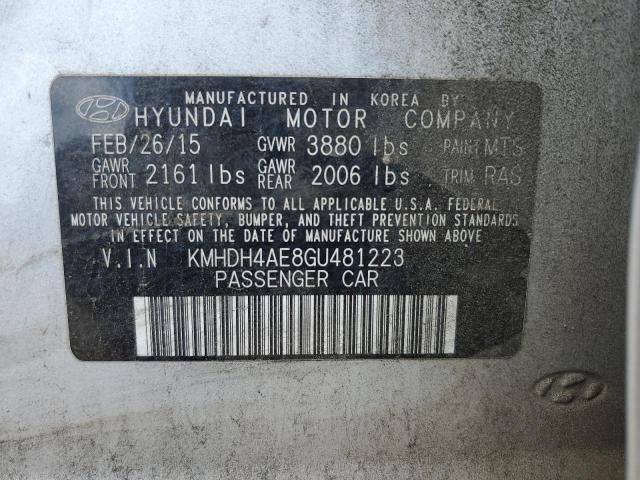 MANUFACTURED IN KOREA BY
HYUNDAI MOTOR COMPANY
FEB/26/15 GVWR 3880 lbs PAINT MTS
GAWR FRONT 2161 lbs GAWR REAR 2006 lbs TRIM RAS
THIS VEHICLE CONFORMS TO ALL APPLICABLE U.S.A. FEDERAL
MOTOR VEHICLE SAFETY, BUMPER, AND THEFT PREVENTION STANDARDS
IN EFFECT ON THE DATE OF MANUFACTURE SHOWN ABOVE
V.I.N KMHDH4AE8GU481223
PASSENGER CAR